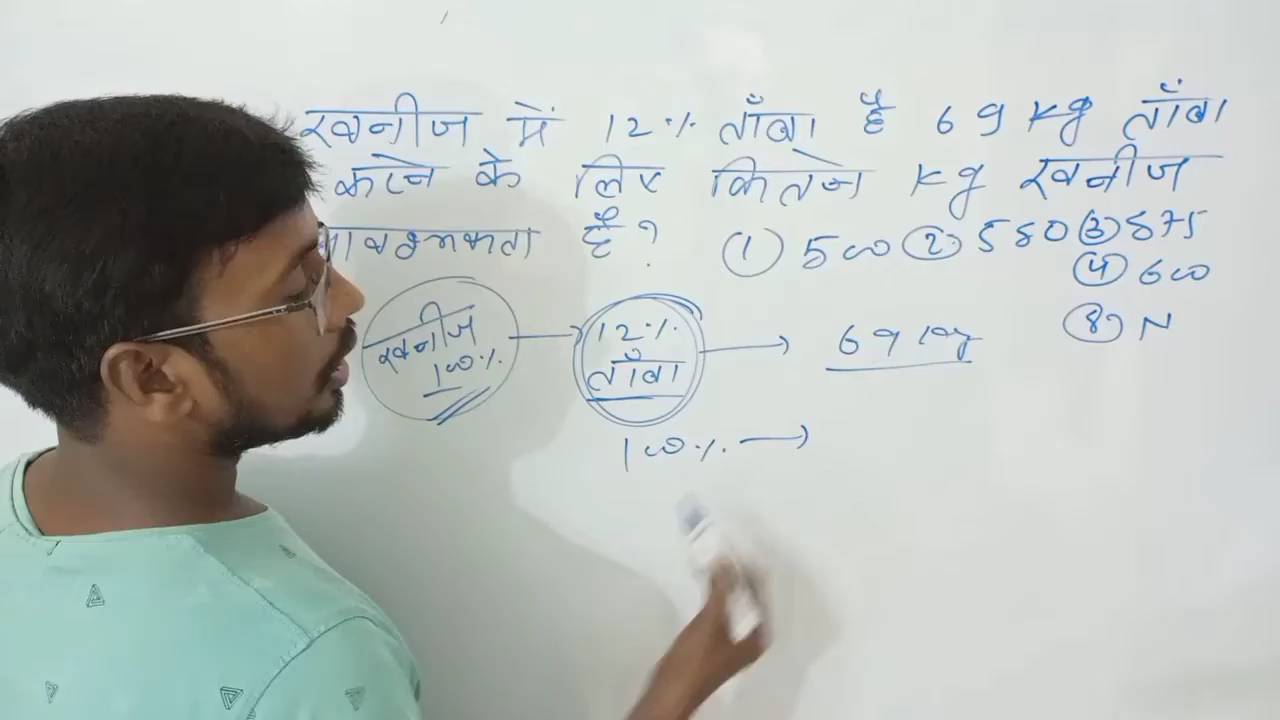 खनीज में 12% ताँबा है 69 kg ताँबा
करने के लिए कितने kg खनीज
आवश्यकता है?
① 500 ② 580 ③ 575
④ 600
⑧ N
खनीज
100%
12%
ताँबा
69 kg
100%